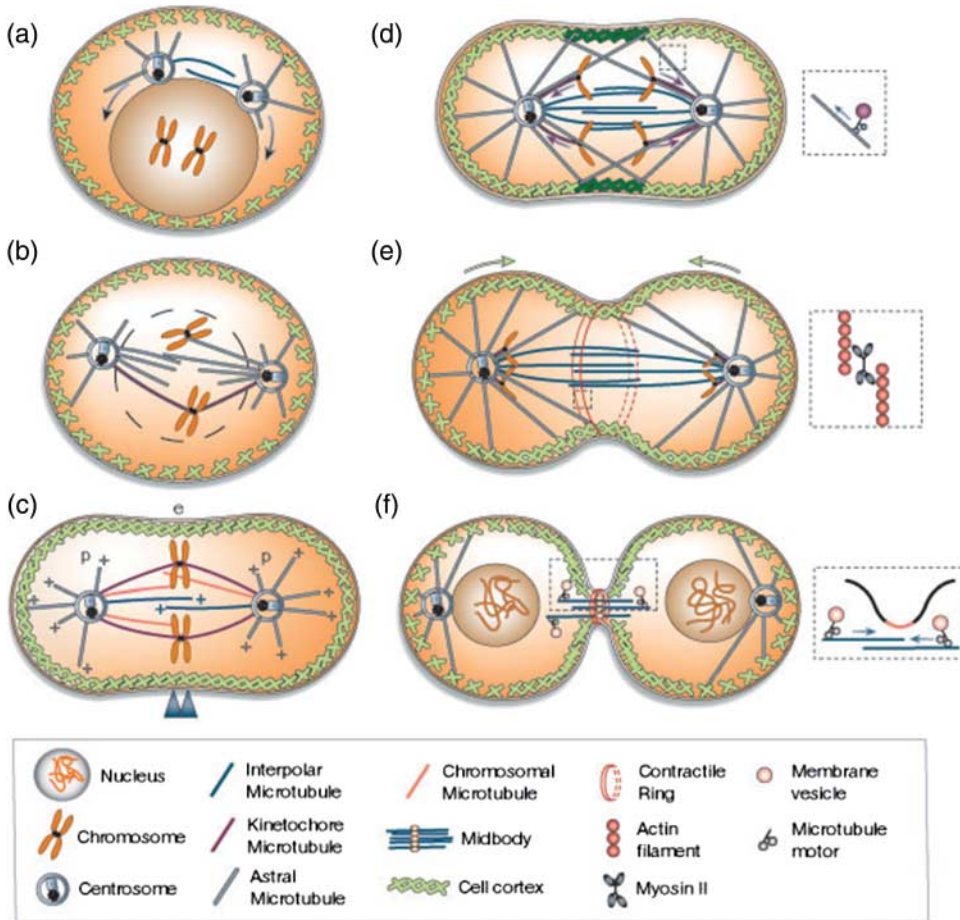 (a)
(b)
(c)
e
p
p
+
+
+
+
+
+
+
+
+
+
(d)
(e)
(f)
Nucleus
Interpolar
Microtubule
Chromosomal
Microtubule
Contractile
Ring
Membrane
vesicle
Chromosome
Kinetochore
Microtubule
Midbody
Actin
filament
Microtubule
motor
Centrosome
Astral
Microtubule
Cell cortex
Myosin II